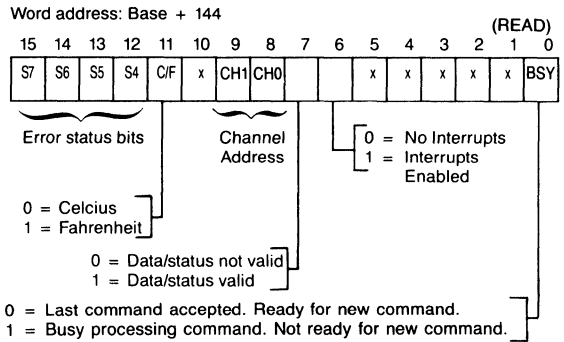 Word address: Base + 144
(READ)
15 14 13 12 11 10 9 8 7 6 5 4 3 2 1 0
S7 S6 S5 S4 C/F x CH1 CH0 x x x x x BSY
Error status bits
Channel
Address
0 = No Interrupts
1 = Interrupts
Enabled
0 = Celcius
1 = Fahrenheit
0 = Data/status not valid
1 = Data/status valid
0 = Last command accepted. Ready for new command.
1 = Busy processing command. Not ready for new command.